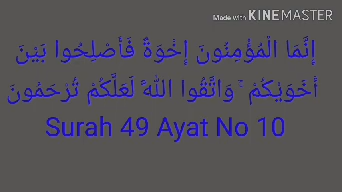 Made with KINEMASTER
إِنَّمَا الْمُؤْمِنُونَ إِخْوَةٌ فَأَصْلِحُوا بَيْنَ
أَخَوَيْكُمْ ۚ وَاتَّقُوا اللَّهَ لَعَلَّكُمْ تُرْحَمُونَ
Surah 49 Ayat No 10